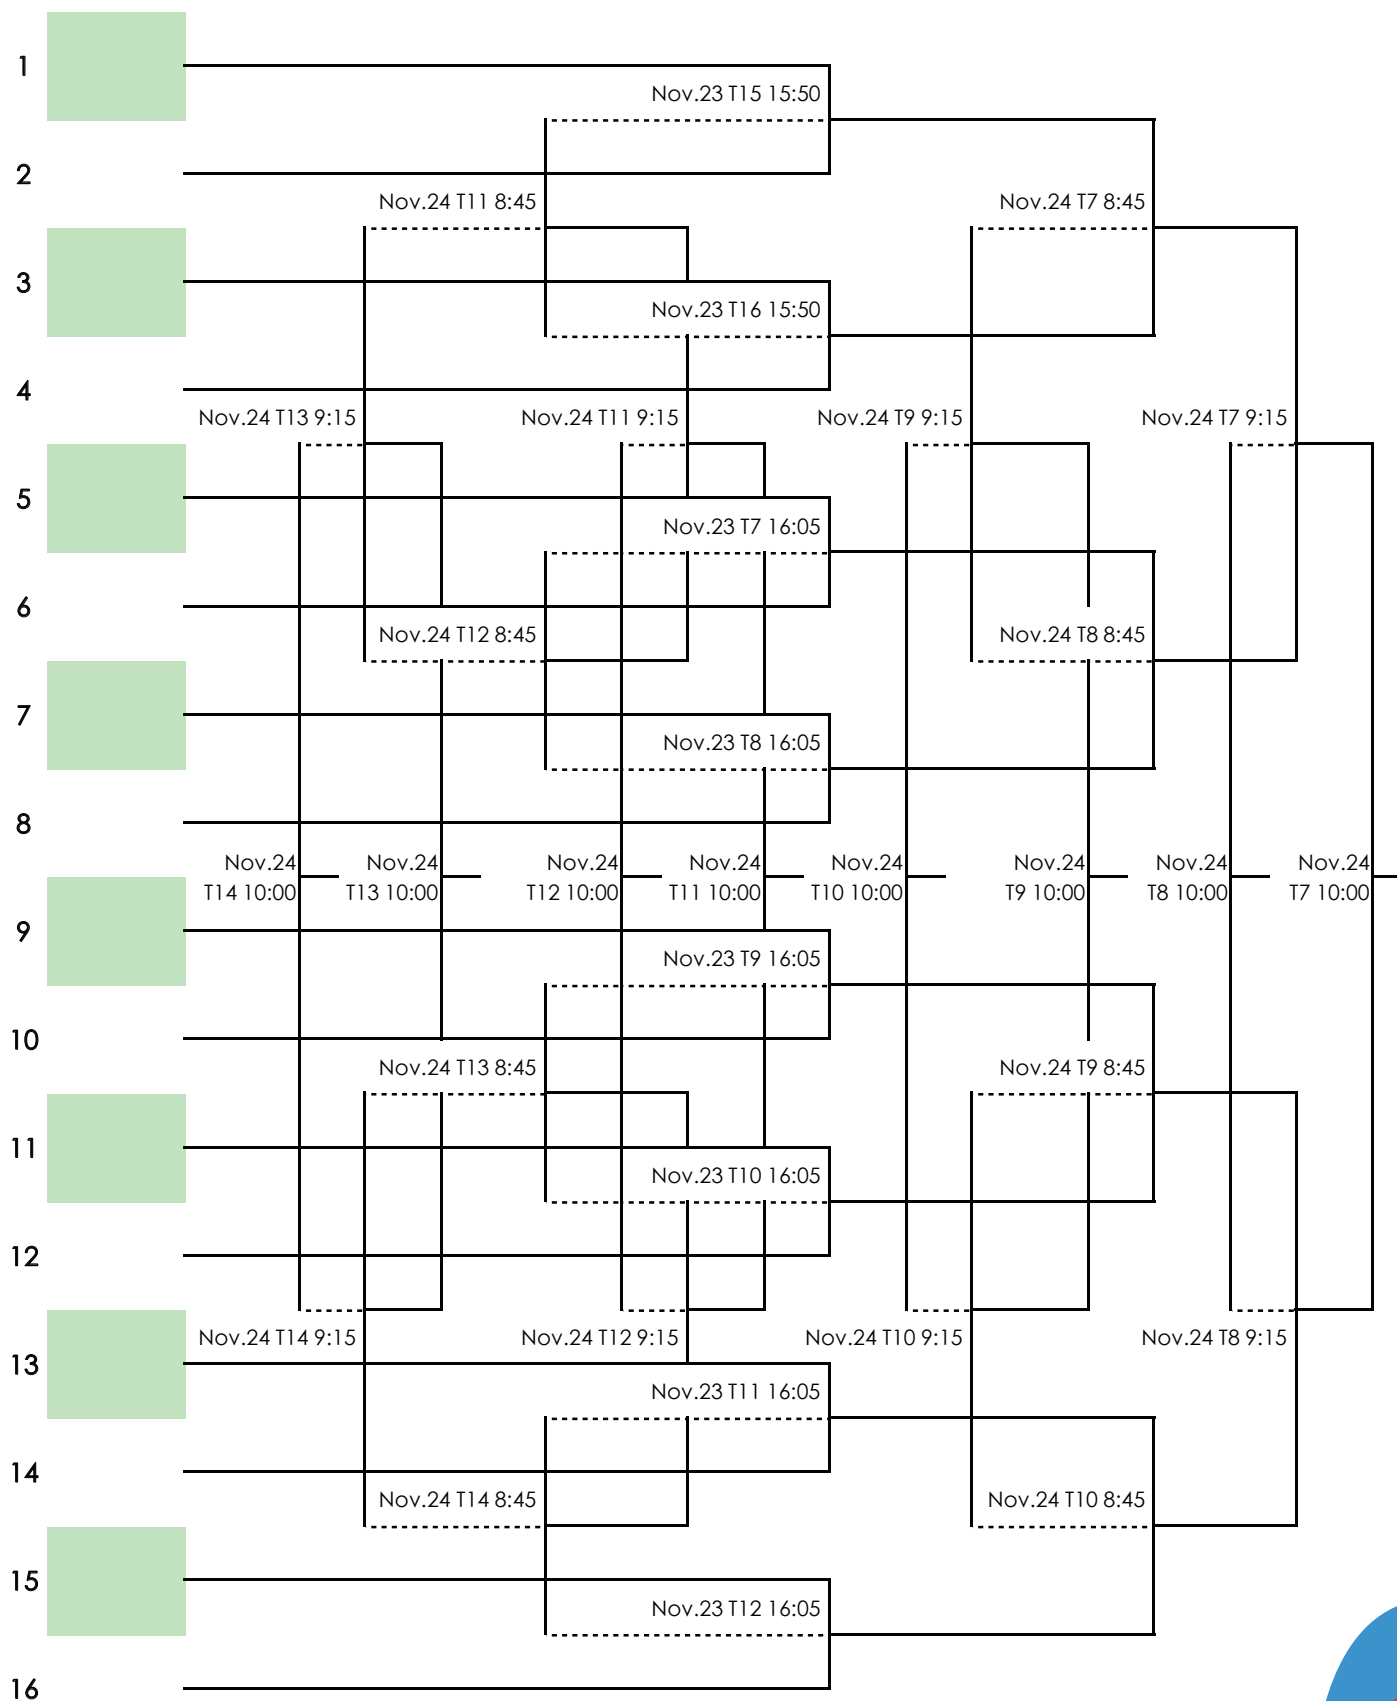 1
Nov.23 T15 15:50
2
Nov.24 T11 8:45
Nov.24 T7 8:45
3
Nov.23 T16 15:50
4
Nov.24 T13 9:15
Nov.24 T11 9:15
Nov.24 T9 9:15
Nov.24 T7 9:15
5
Nov.23 T7 16:05
6
Nov.24 T12 8:45
Nov.24 T8 8:45
7
Nov.23 T8 16:05
8
Nov.24
T14 10:00
Nov.24
T13 10:00
Nov.24
T12 10:00
Nov.24
T11 10:00
Nov.24
T10 10:00
Nov.24
T9 10:00
Nov.24
T8 10:00
Nov.24
T7 10:00
9
Nov.23 T9 16:05
10
Nov.24 T13 8:45
Nov.24 T9 8:45
11
Nov.23 T10 16:05
12
Nov.24 T14 9:15
Nov.24 T12 9:15
Nov.24 T10 9:15
Nov.24 T8 9:15
13
Nov.23 T11 16:05
14
Nov.24 T14 8:45
Nov.24 T10 8:45
15
Nov.23 T12 16:05
16